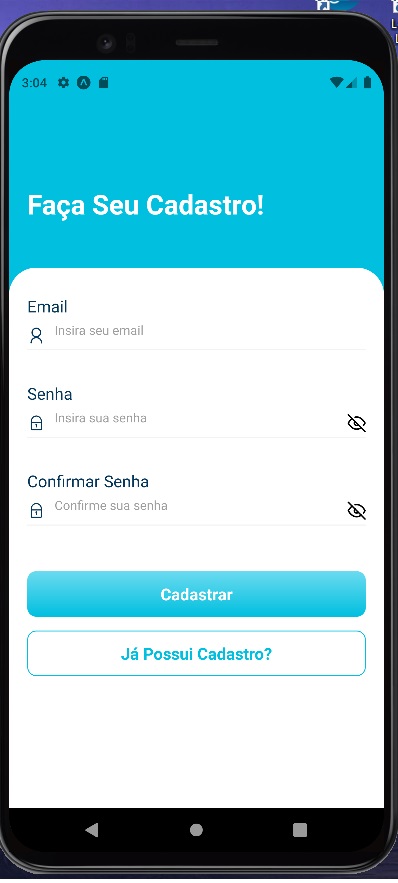 3:04
Faça Seu Cadastro!
Email
Insira seu email
Senha
Insira sua senha
Confirmar Senha
Confirme sua senha
Cadastrar
Já Possui Cadastro?